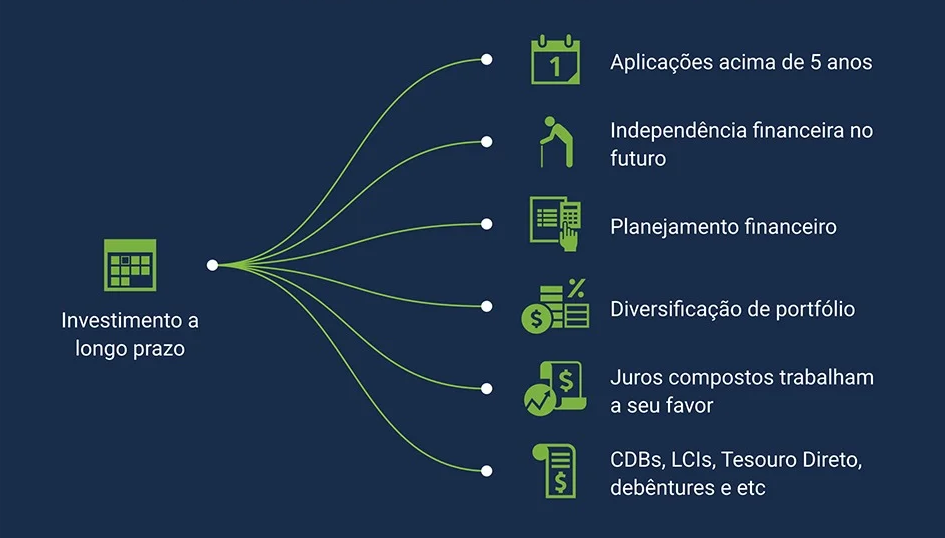 1
Aplicações acima de 5 anos
Independência financeira no
futuro
Planejamento financeiro
Investimento a
longo prazo
%
$
Diversificação de portfólio
$
Juros compostos trabalham
a seu favor
$
CDBs, LCIs, Tesouro Direto,
debêntures e etc